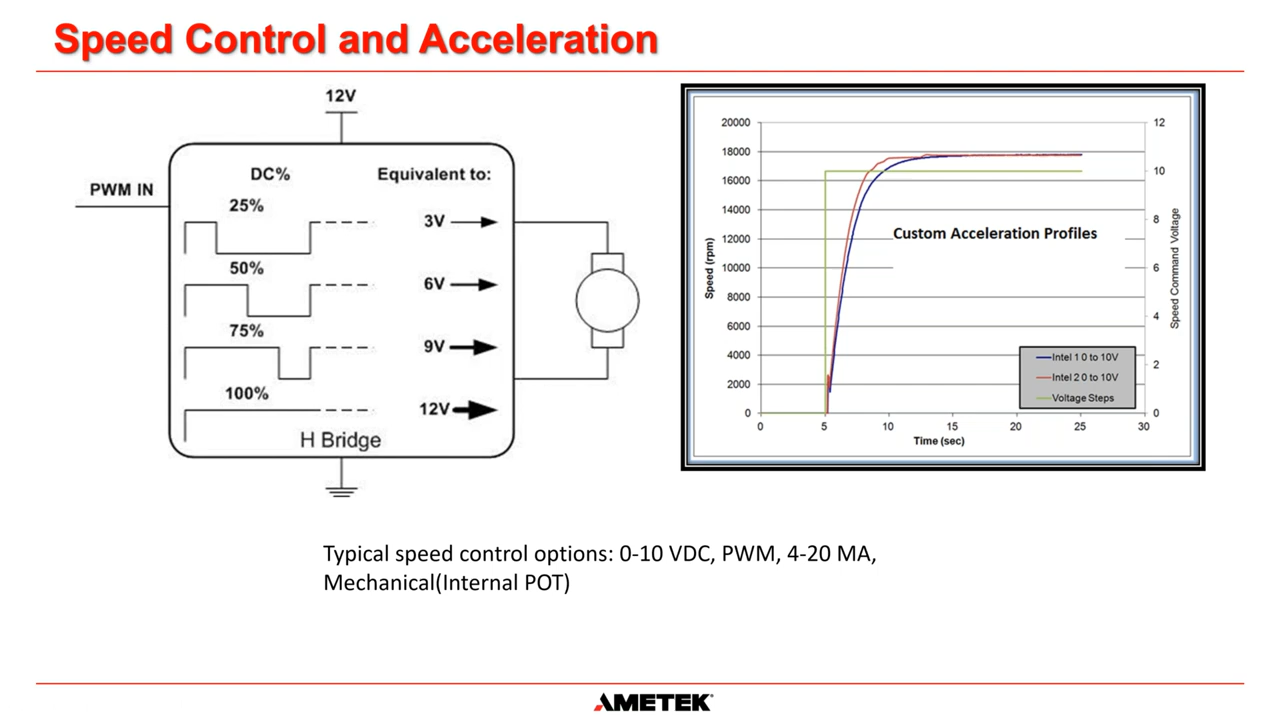 Speed Control and Acceleration
12V
PWM IN
DC%
Equivalent to:
25%
3V
50%
6V
75%
9V
100%
12V
H Bridge
20000
18000
16000
14000
12000
10000
8000
6000
4000
2000
0
Speed (rpm)
12
10
8
6
4
2
0
Speed Command Voltage
Custom Acceleration Profiles
Intel 1 0 to 10V
Intel 2 0 to 10V
Voltage Steps
0
5
10
15
20
25
30
Time (sec)
Typical speed control options: 0-10 VDC, PWM, 4-20 MA,
Mechanical(Internal POT)
AMETEK